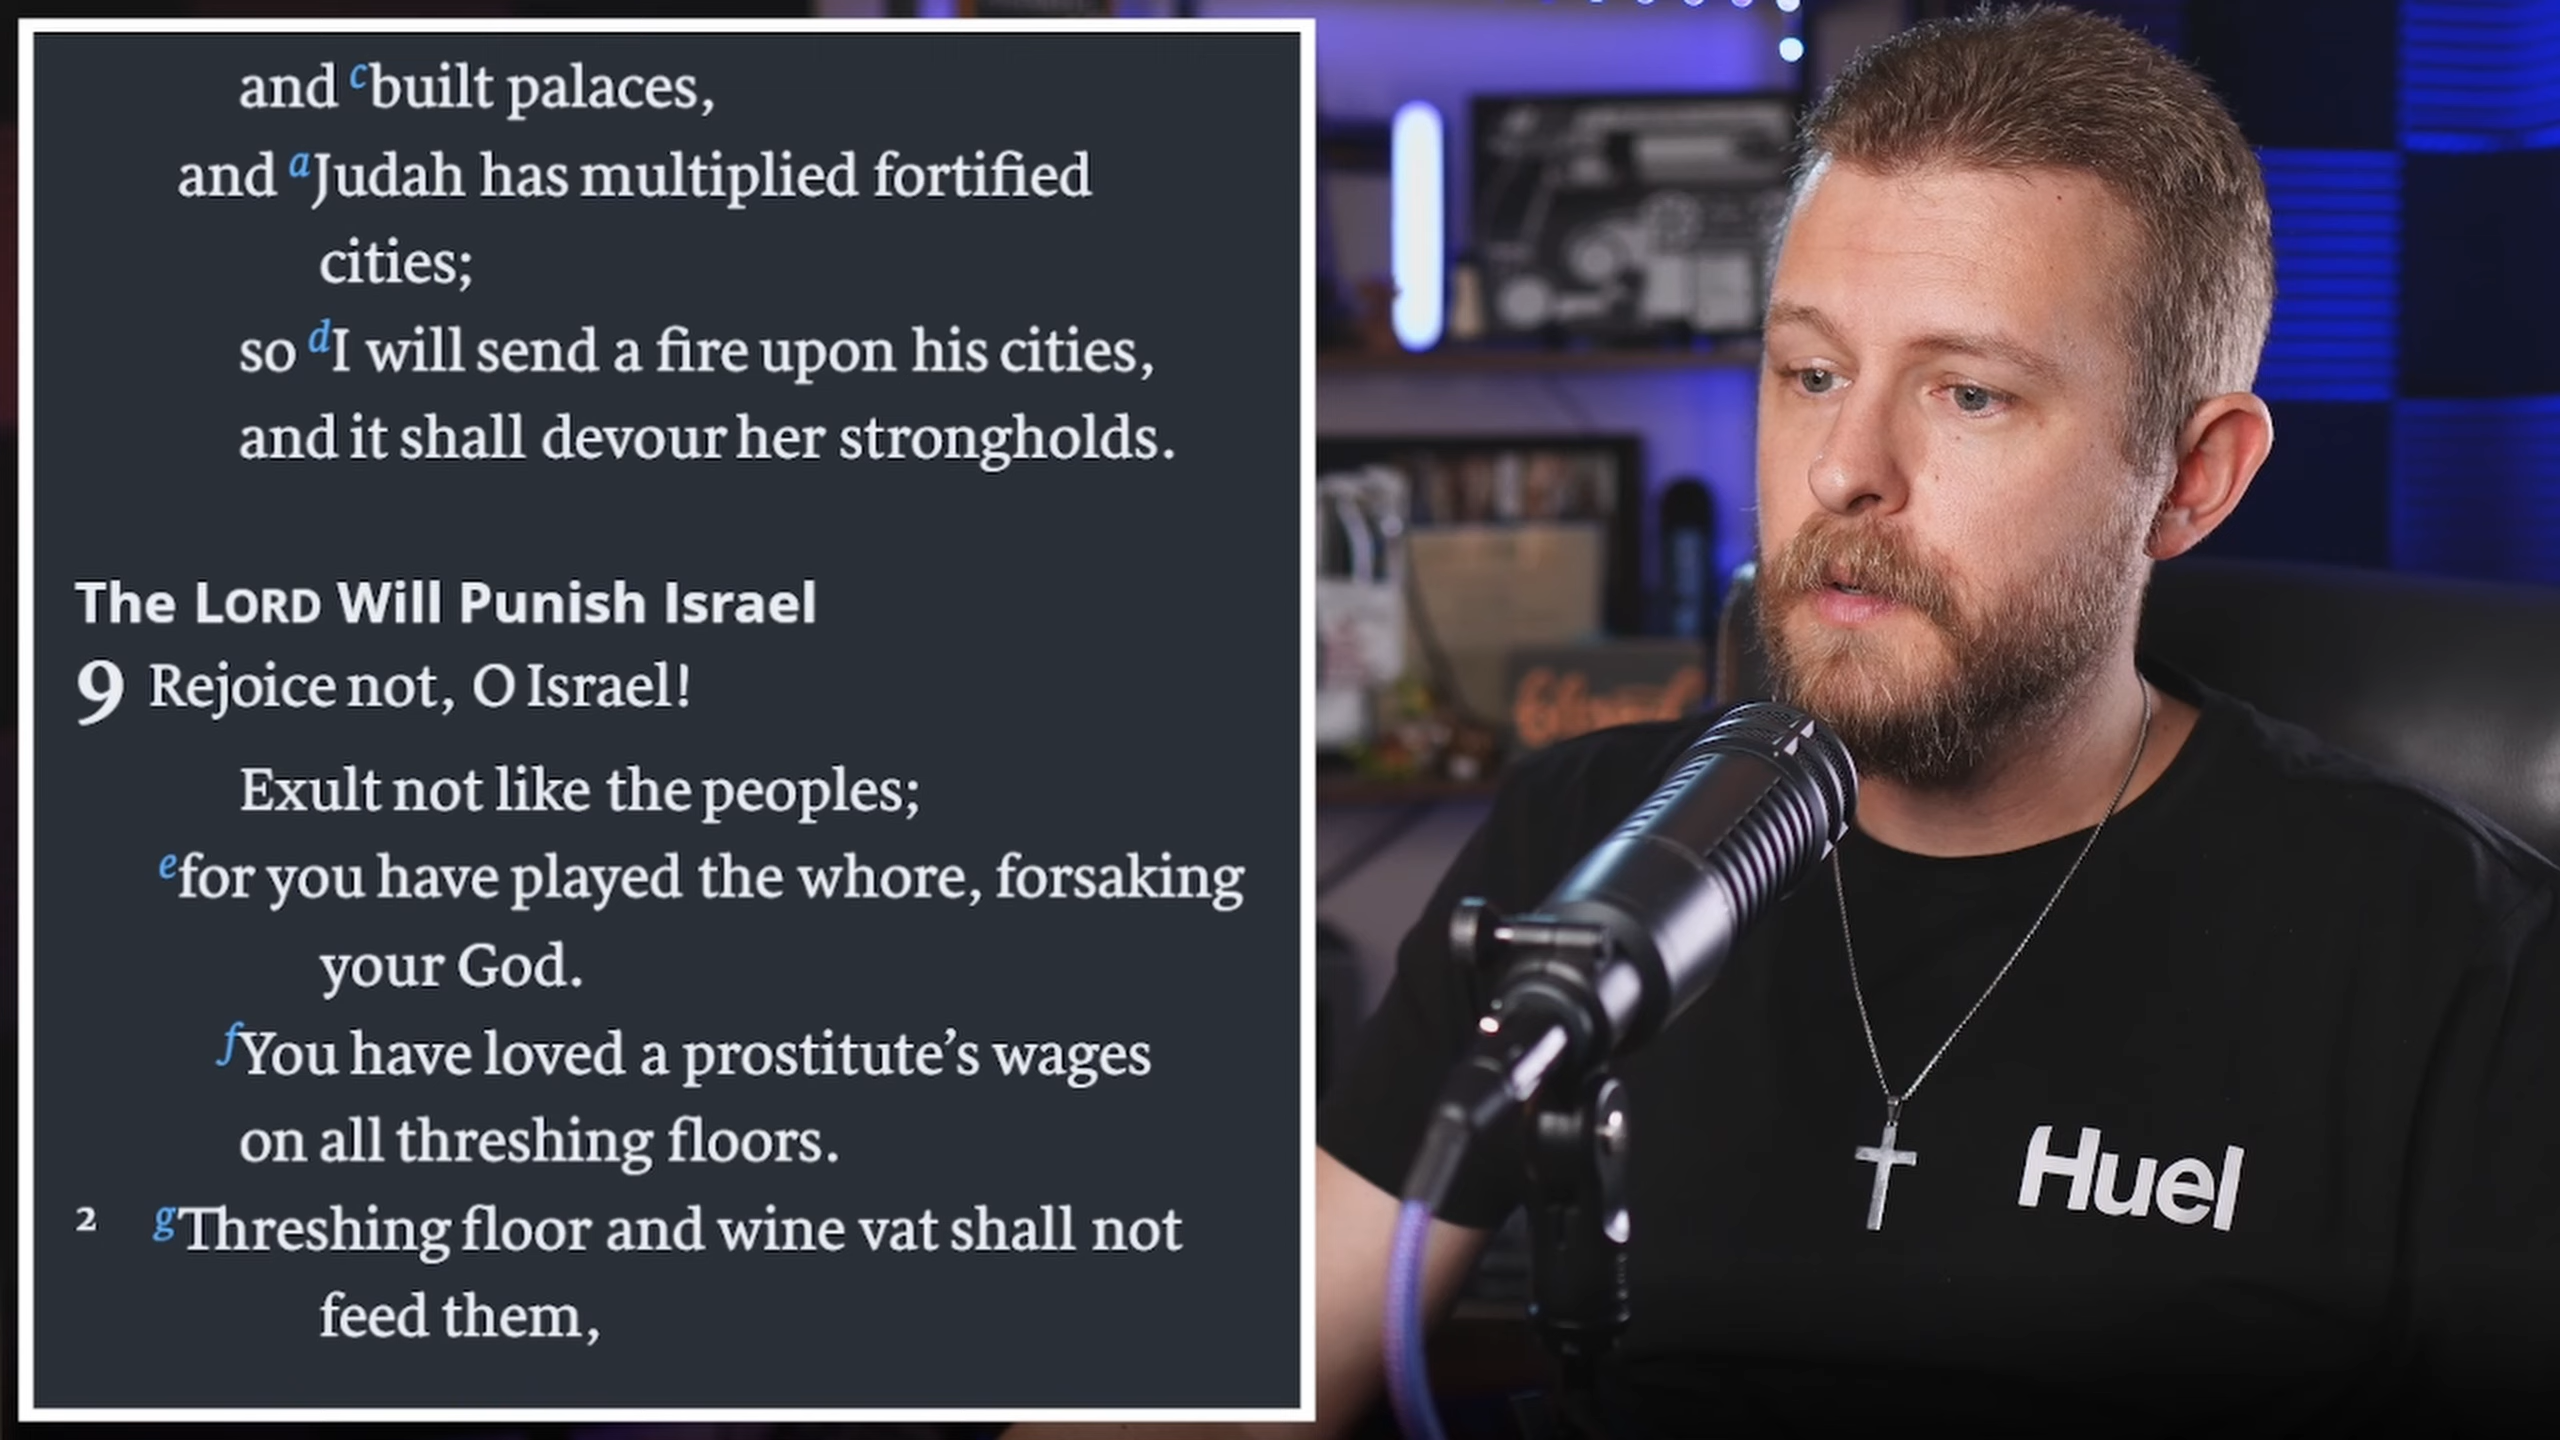 and cbuilt palaces,
and aJudah has multiplied fortified
cities;
so dI will send a fire upon his cities,
and it shall devour her strongholds.
The LORD Will Punish Israel
9 Rejoice not, O Israel!
Exult not like the peoples;
efor you have played the whore, forsaking
your God.
fYou have loved a prostitute’s wages
on all threshing floors.
2 gThreshing floor and wine vat shall not
feed them,
Huel